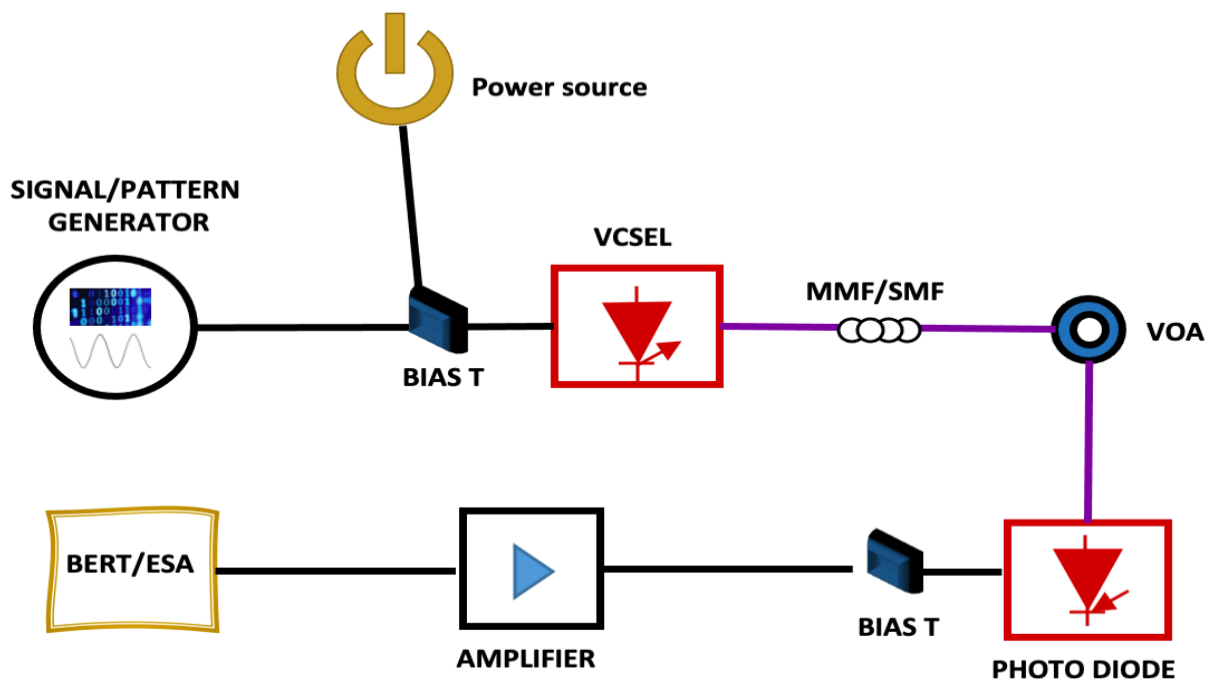 Power source
SIGNAL/PATTERN
GENERATOR
VCSEL
MMF/SMF
VOA
BIAS T
BERT/ESA
AMPLIFIER
BIAS T
PHOTO DIODE